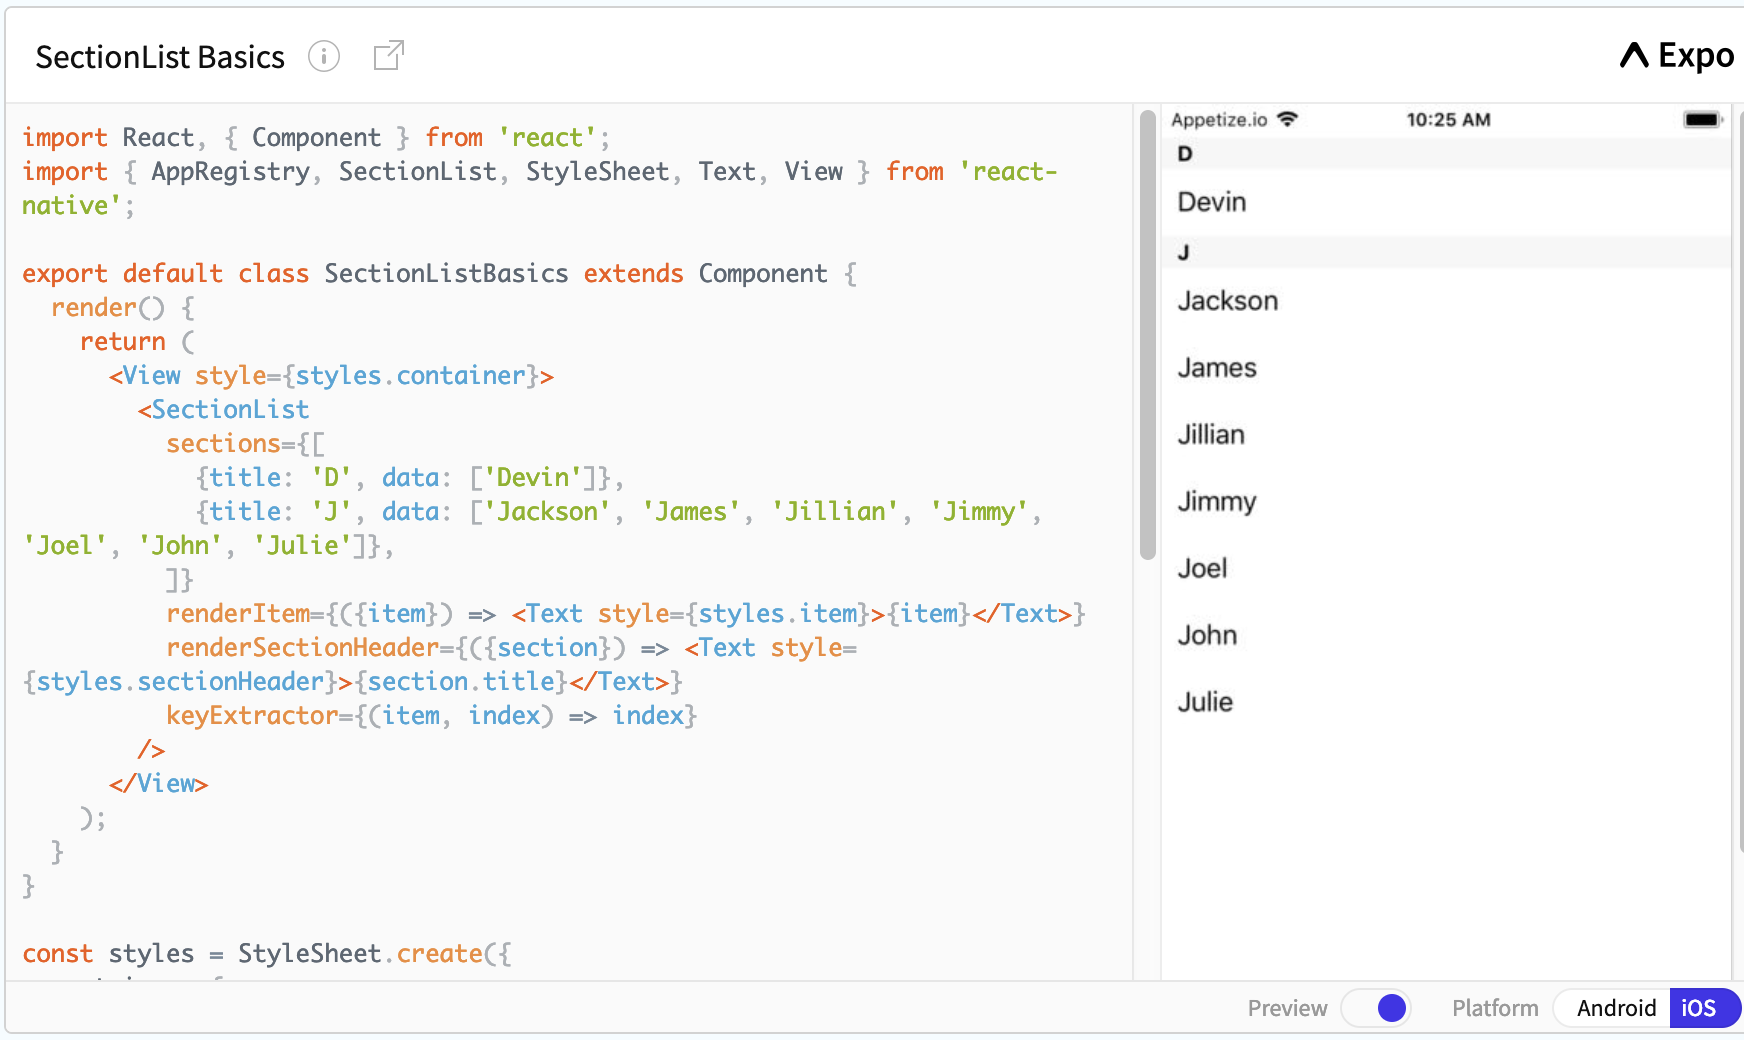 SectionList Basics
Expo
import React, { Component } from 'react';
import { AppRegistry, SectionList, StyleSheet, Text, View } from 'react-
native';
export default class SectionListBasics extends Component {
  render() {
    return (
      <View style={styles.container}>
        <SectionList
          sections={[
            {title: 'D', data: ['Devin']},
            {title: 'J', data: ['Jackson', 'James', 'Jillian', 'Jimmy',
'Joel', 'John', 'Julie']},
          ]}
          renderItem={({item}) => <Text style={styles.item}>{item}</Text>}
          renderSectionHeader={({section}) => <Text style=
{styles.sectionHeader}>{section.title}</Text>}
          keyExtractor={(item, index) => index}
        />
      </View>
    );
  }
}
const styles = StyleSheet.create({
Appetize.io 10:25 AM
D
Devin
J
Jackson
James
Jillian
Jimmy
Joel
John
Julie
Preview Platform Android iOS